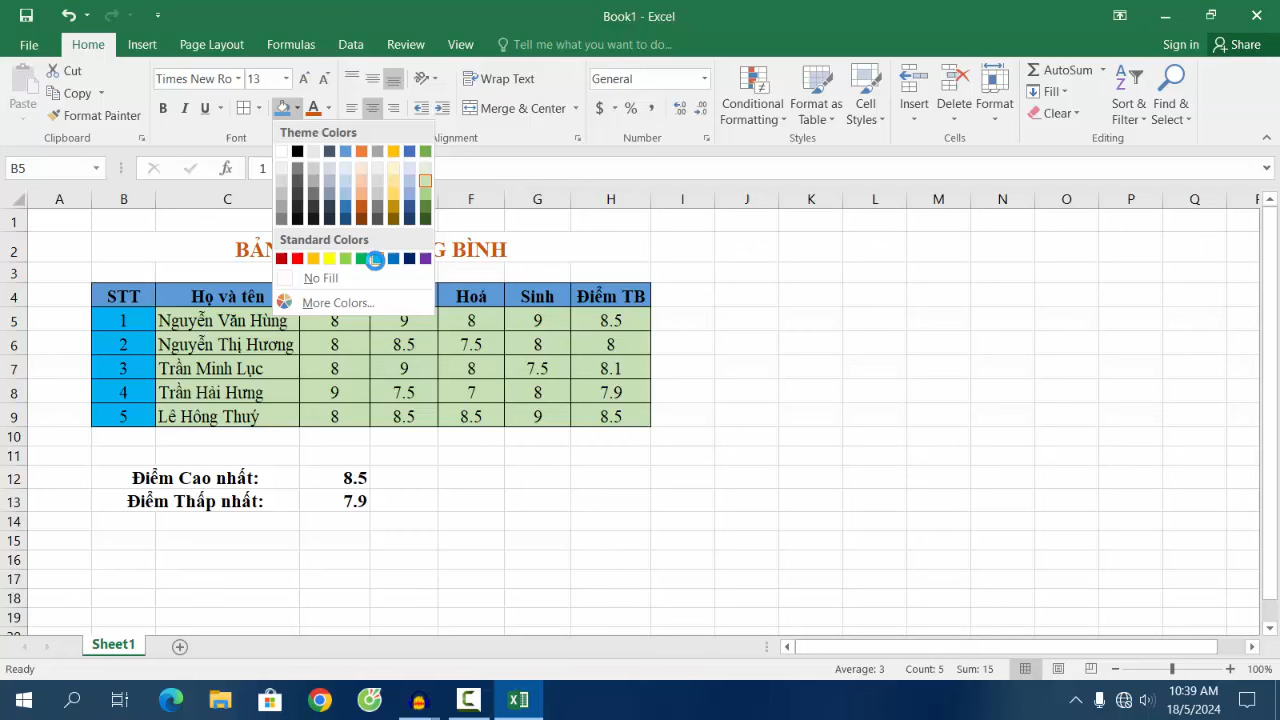 Book1 - Excel
File Home Insert Page Layout Formulas Data Review View Tell me what you want to do... Sign in Share
Paste Cut Copy Format Painter Clipboard
Times New Ro 13 B I U A Font
Wrap Text Merge & Center Alignment
General $ % , Number
Conditional Formatting Format as Table Cell Styles Styles
Insert Delete Format Cells
AutoSum Fill Clear Sort & Filter Find & Select Editing
B5 fx 1
Theme Colors
Standard Colors
No Fill
More Colors...
A B C F G H I J K L M N O P Q
1
2 G BÌNH
3
4 STT Họ và tên Hoá Sinh Điểm TB
5 1 Nguyễn Văn Hùng 8 9 8 9 8.5
6 2 Nguyễn Thị Hương 8 8.5 7.5 8 8
7 3 Trần Minh Lục 8 9 8 7.5 8.1
8 4 Trần Hải Hưng 9 7.5 7 8 7.9
9 5 Lê Hông Thuý 8 8.5 8.5 9 8.5
10
11
12 Điểm Cao nhất: 8.5
13 Điểm Thấp nhất: 7.9
14
15
16
17
18
19
Sheet1
Ready Average: 3 Count: 5 Sum: 15 100%
10:39 AM
18/5/2024